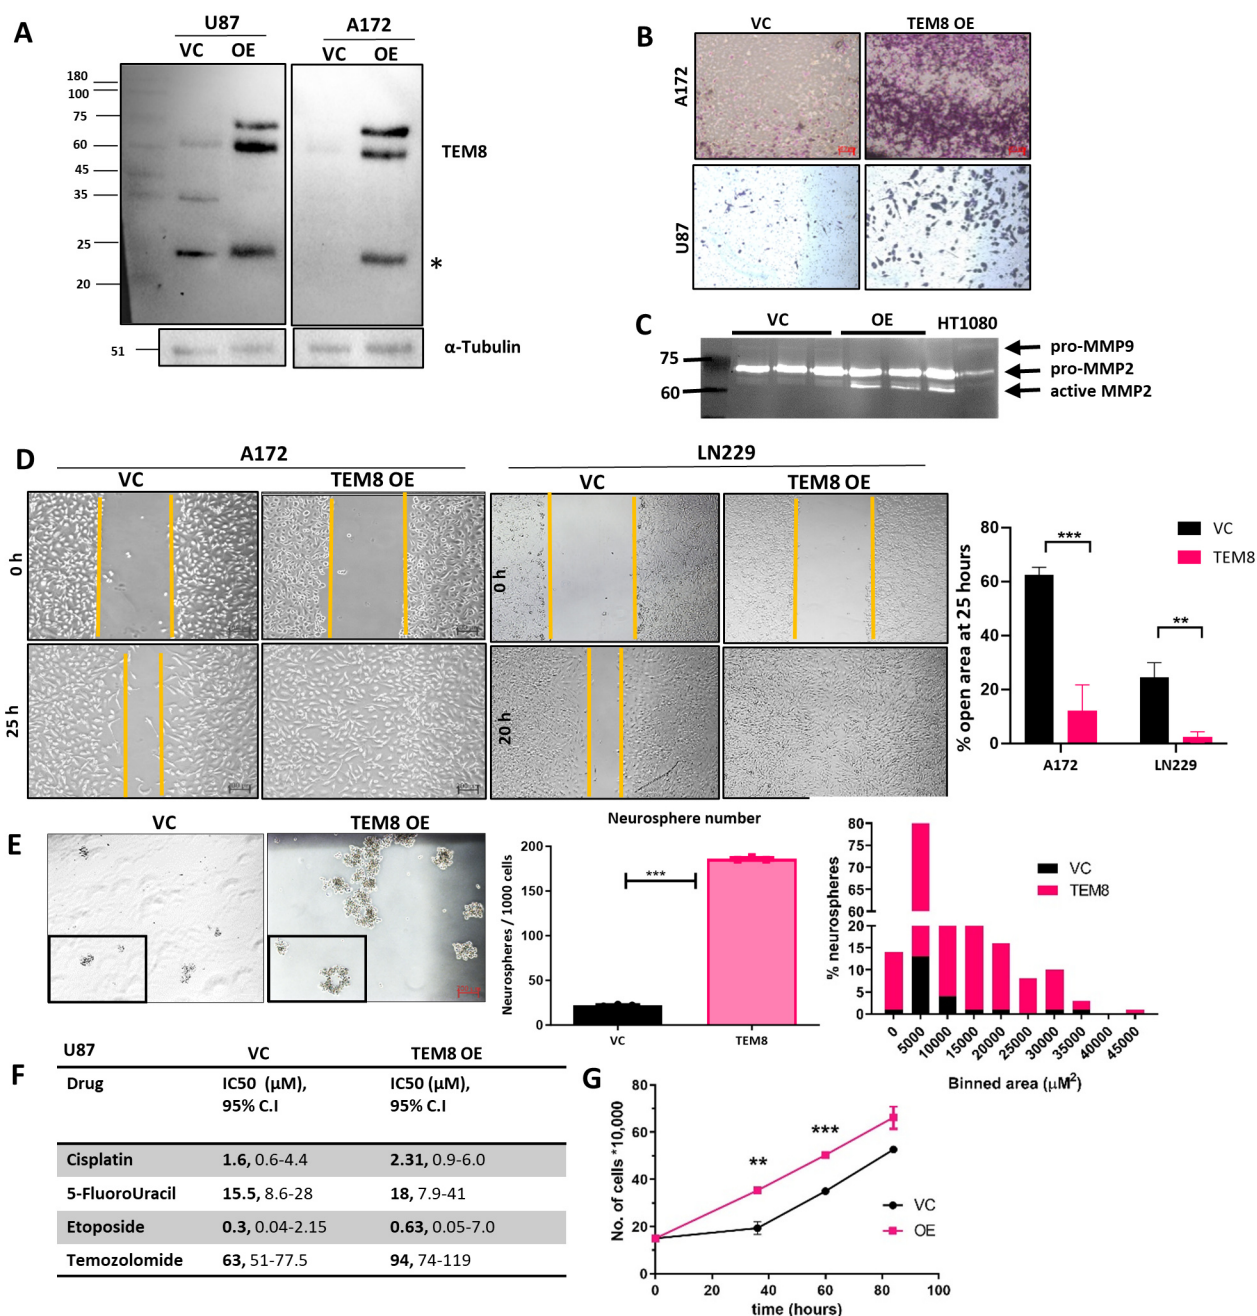 A
U87
A172
VC
OE
VC
OE
180
100
75
60
45
35
25
20
TEM8
*
51
α-Tubulin
B
VC
TEM8 OE
A172
U87
C
VC
OE
HT1080
75
60
pro-MMP9
pro-MMP2
active MMP2
D
A172
LN229
VC
TEM8 OE
VC
TEM8 OE
0 h
0 h
25 h
20 h
% open area at 25 hours
80
60
40
20
0
***
**
VC
TEM8
A172
LN229
E
VC
TEM8 OE
Neurosphere number
Neurospheres / 1000 cells
200
150
100
50
0
***
VC
TEM8
% neurospheres
80
75
70
65
60
20
15
10
5
0
VC
TEM8
0
5000
10000
15000
20000
25000
30000
35000
40000
45000
Binned area (μM²)
F
U87
VC
TEM8 OE
Drug
IC50 (μM),
95% C.I
IC50 (μM),
95% C.I
Cisplatin
1.6, 0.6-4.4
2.31, 0.9-6.0
5-FluoroUracil
15.5, 8.6-28
18, 7.9-41
Etoposide
0.3, 0.04-2.15
0.63, 0.05-7.0
Temozolomide
63, 51-77.5
94, 74-119
G
No. of cells *10,000
80
60
40
20
0
**
***
VC
OE
0
20
40
60
80
100
time (hours)